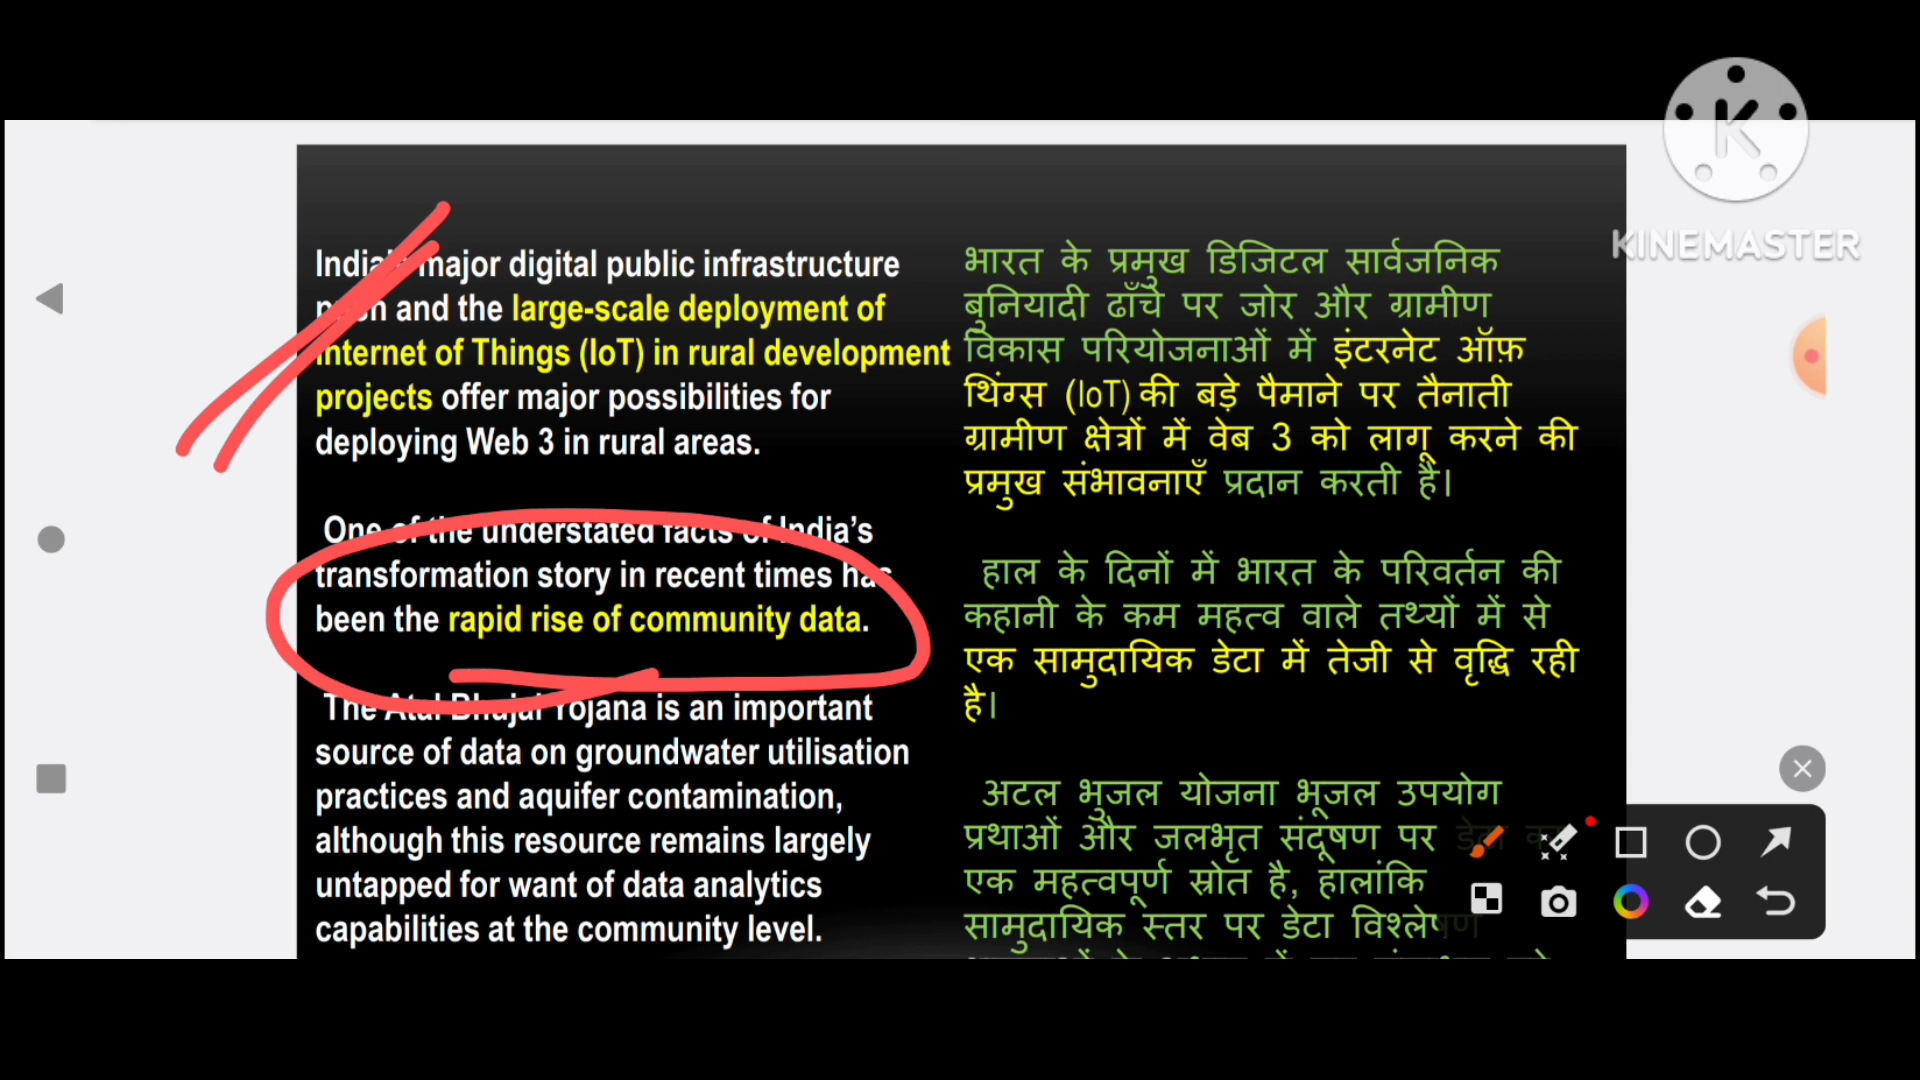 KINEMASTER
India's major digital public infrastructure
push and the large-scale deployment of
Internet of Things (IoT) in rural development
projects offer major possibilities for
deploying Web 3 in rural areas.
One of the understated facts of India's
transformation story in recent times has
been the rapid rise of community data.
The Atal Bhujal Yojana is an important
source of data on groundwater utilisation
practices and aquifer contamination,
although this resource remains largely
untapped for want of data analytics
capabilities at the community level.
भारत के प्रमुख डिजिटल सार्वजनिक
बुनियादी ढाँचे पर जोर और ग्रामीण
विकास परियोजनाओं में इंटरनेट ऑफ़
थिंग्स (IoT) की बड़े पैमाने पर तैनाती
ग्रामीण क्षेत्रों में वेब 3 को लागू करने की
प्रमुख संभावनाएँ प्रदान करती है।
हाल के दिनों में भारत के परिवर्तन की
कहानी के कम महत्व वाले तथ्यों में से
एक सामुदायिक डेटा में तेजी से वृद्धि रही
है।
अटल भुजल योजना भूजल उपयोग
प्रथाओं और जलभृत संदूषण पर डेटा का
एक महत्वपूर्ण स्रोत है, हालांकि
सामुदायिक स्तर पर डेटा विश्लेषण